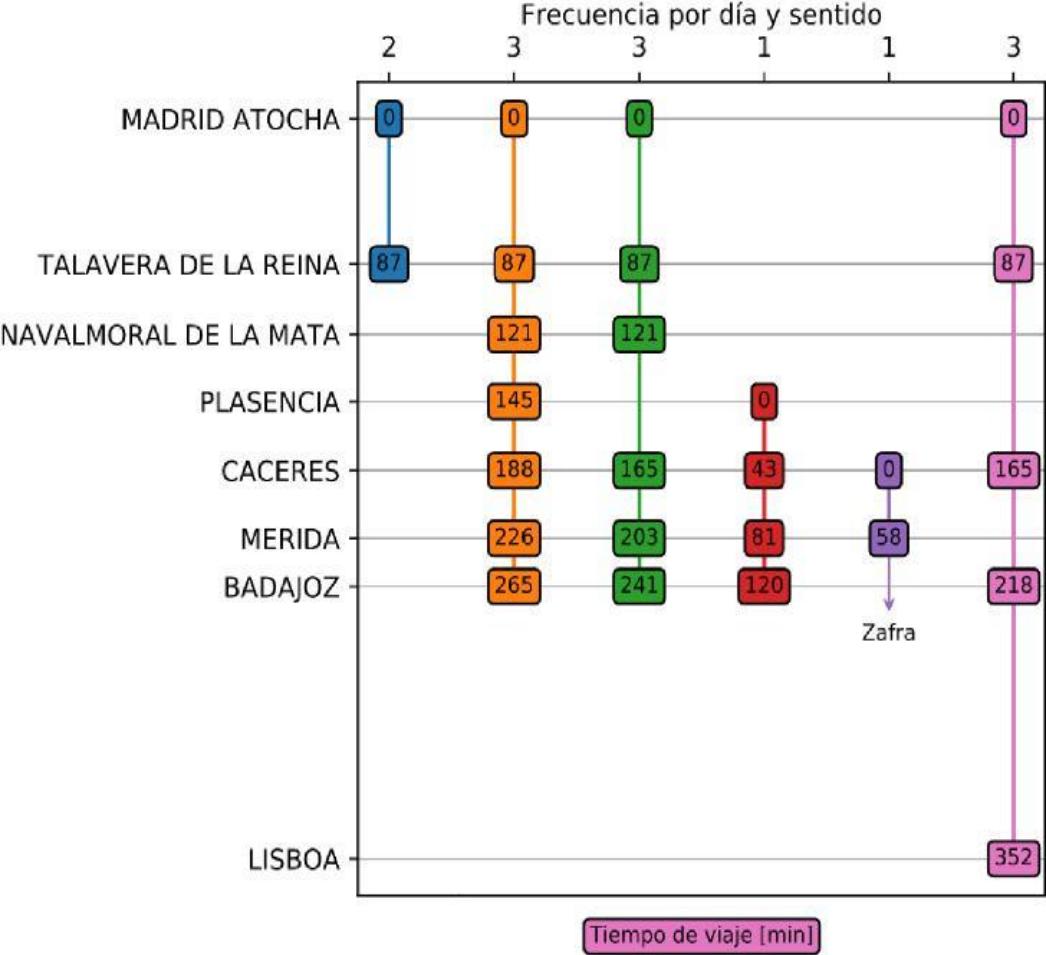 Frecuencia por día y sentido
2 3 3 1 1 3
MADRID ATOCHA 0 0 0 0
TALAVERA DE LA REINA 87 87 87 87
NAVALMORAL DE LA MATA 121 121
PLASENCIA 145 0
CACERES 188 165 43 0 165
MERIDA 226 203 81 58
BADAJOZ 265 241 120 218
Zafra
LISBOA 352
Tiempo de viaje [min]